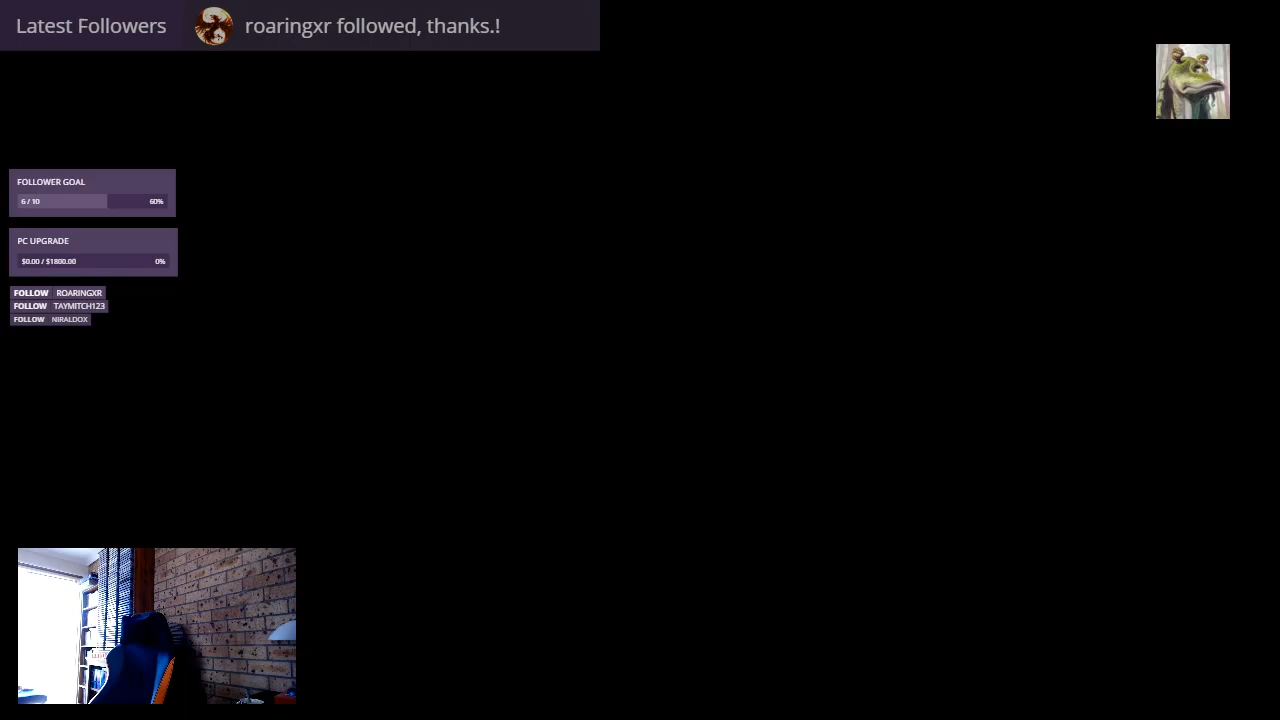 Latest Followers
roaringxr followed, thanks.!
FOLLOWER GOAL
6 / 10 60%
PC UPGRADE
$0.00 / $1800.00 0%
FOLLOW ROARINGXR
FOLLOW TAYMITCH123
FOLLOW NIRALDOX